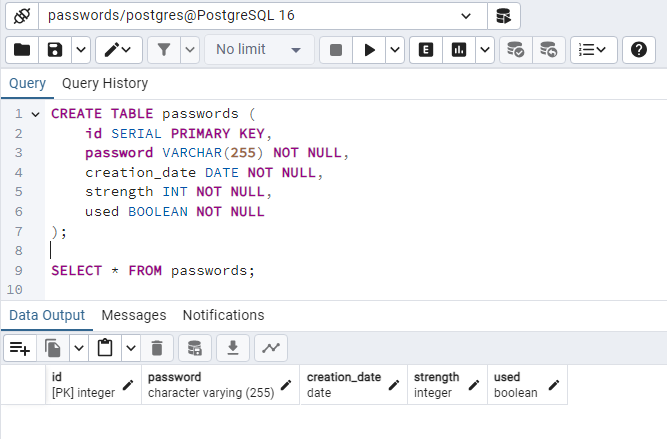 passwords/postgres@PostgreSQL 16
No limit
Query Query History
1 CREATE TABLE passwords (
2 id SERIAL PRIMARY KEY,
3 password VARCHAR(255) NOT NULL,
4 creation_date DATE NOT NULL,
5 strength INT NOT NULL,
6 used BOOLEAN NOT NULL
7 );
8
9 SELECT * FROM passwords;
10
Data Output Messages Notifications
id password creation_date strength used
[PK] integer character varying (255) date integer boolean